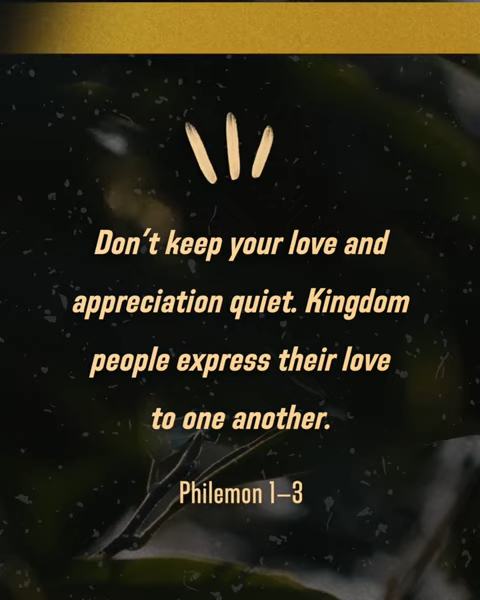 Don't keep your love and
appreciation quiet. Kingdom
people express their love
to one another.
Philemon 1–3